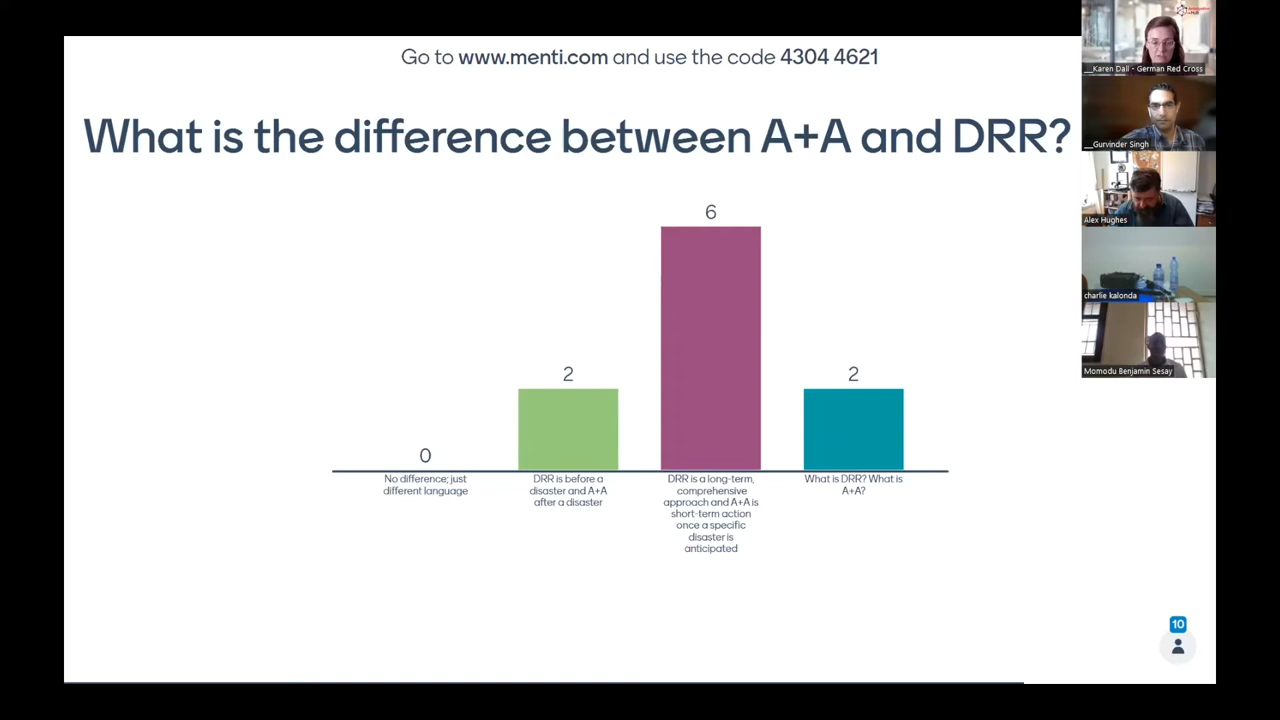 Go to www.menti.com and use the code 4304 4621
What is the difference between A+A and DRR?
0
2
6
2
No difference; just
different language
DRR is before a
disaster and A+A
after a disaster
DRR is a long-term,
comprehensive
approach and A+A is
short-term action
once a specific
disaster is
anticipated
What is DRR? What is
A+A?
10
__Karen Dall - German Red Cross
__Gurvinder Singh
Alex Hughes
charlie kalonda
Momodu Benjamin Sesay